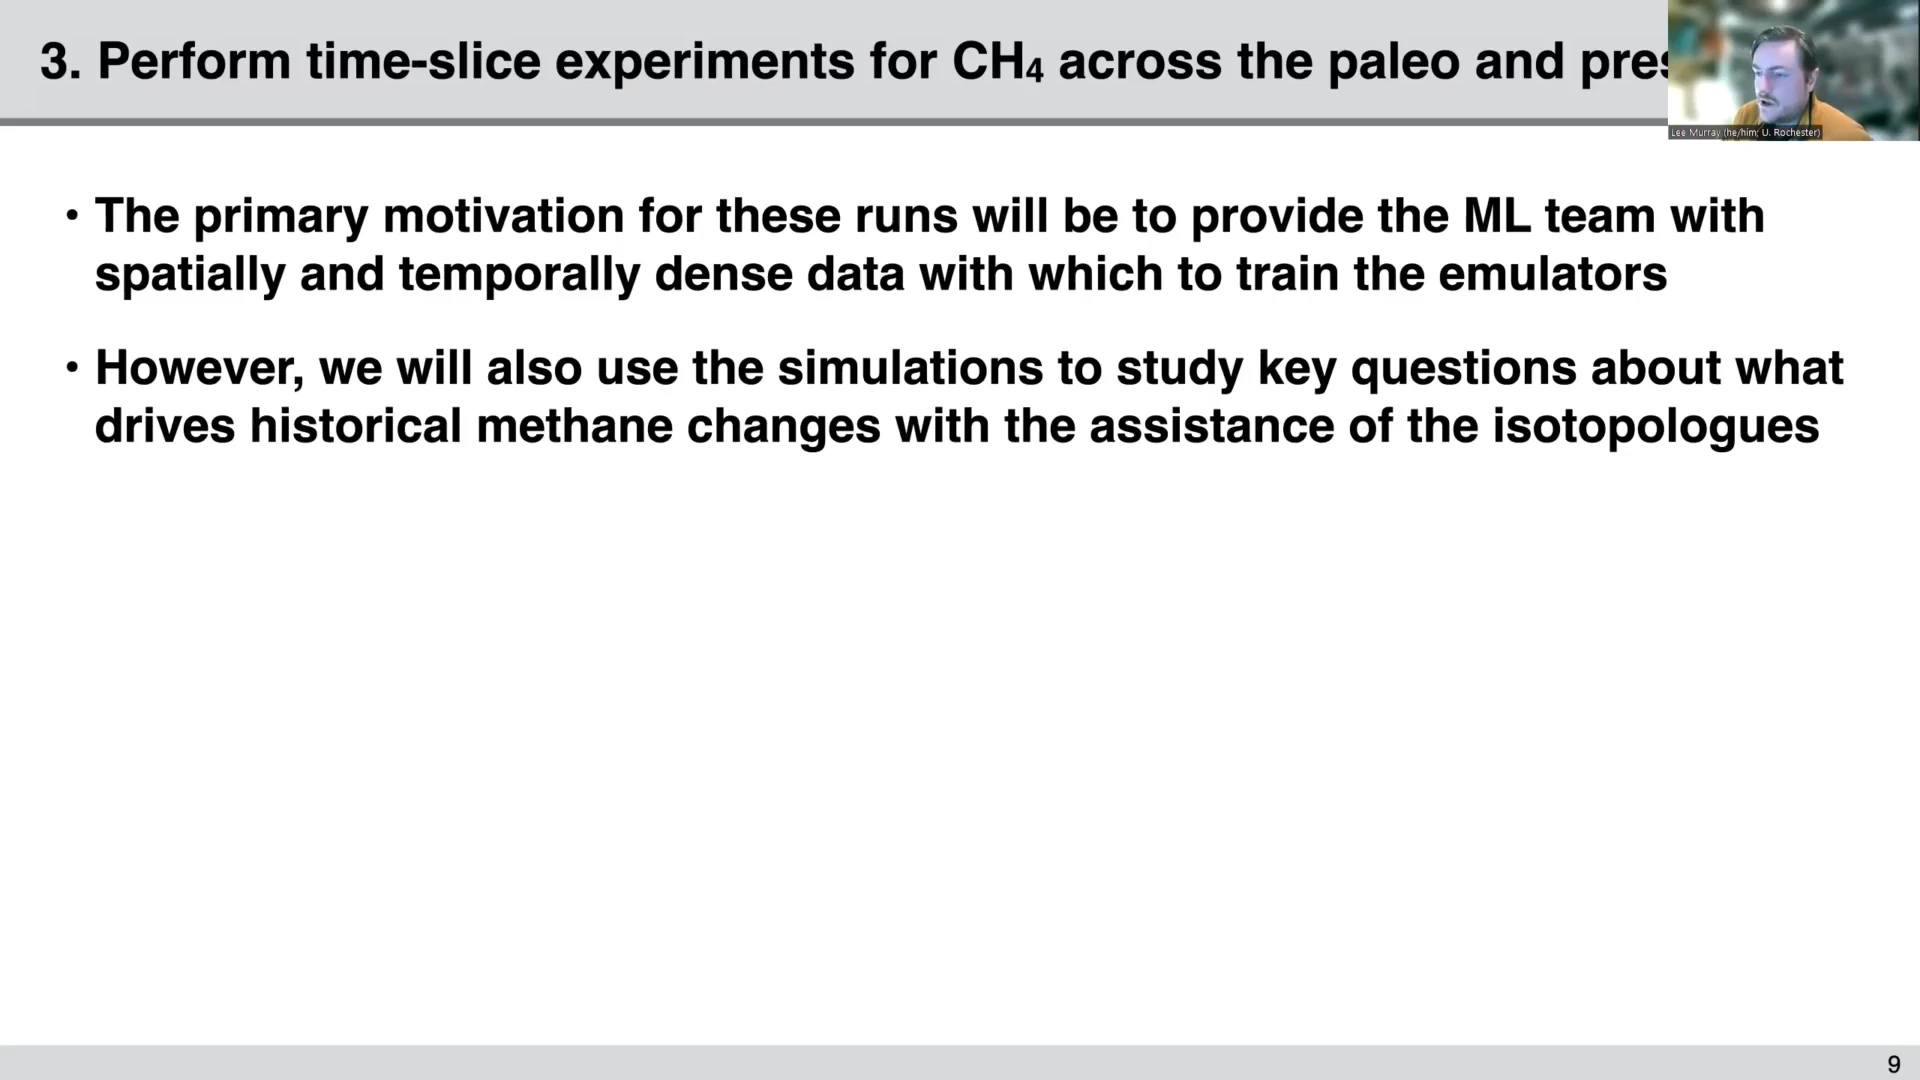 3. Perform time-slice experiments for CH₄ across the paleo and pres
Lee Murray (he/him; U. Rochester)
• The primary motivation for these runs will be to provide the ML team with
spatially and temporally dense data with which to train the emulators
• However, we will also use the simulations to study key questions about what
drives historical methane changes with the assistance of the isotopologues
9